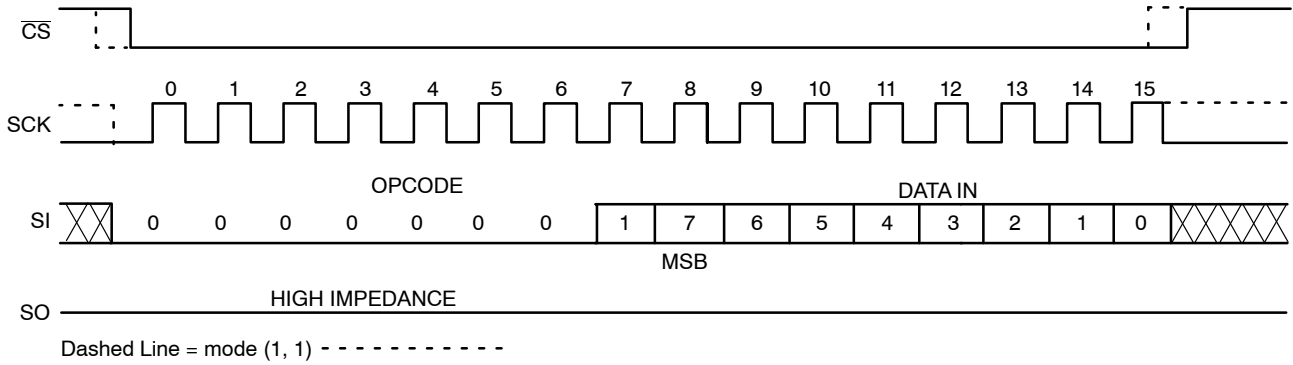 CS
0 1 2 3 4 5 6 7 8 9 10 11 12 13 14 15
SCK
OPCODE DATA IN
SI 0 0 0 0 0 0 0 1 7 6 5 4 3 2 1 0
MSB
HIGH IMPEDANCE
SO
Dashed Line = mode (1, 1)